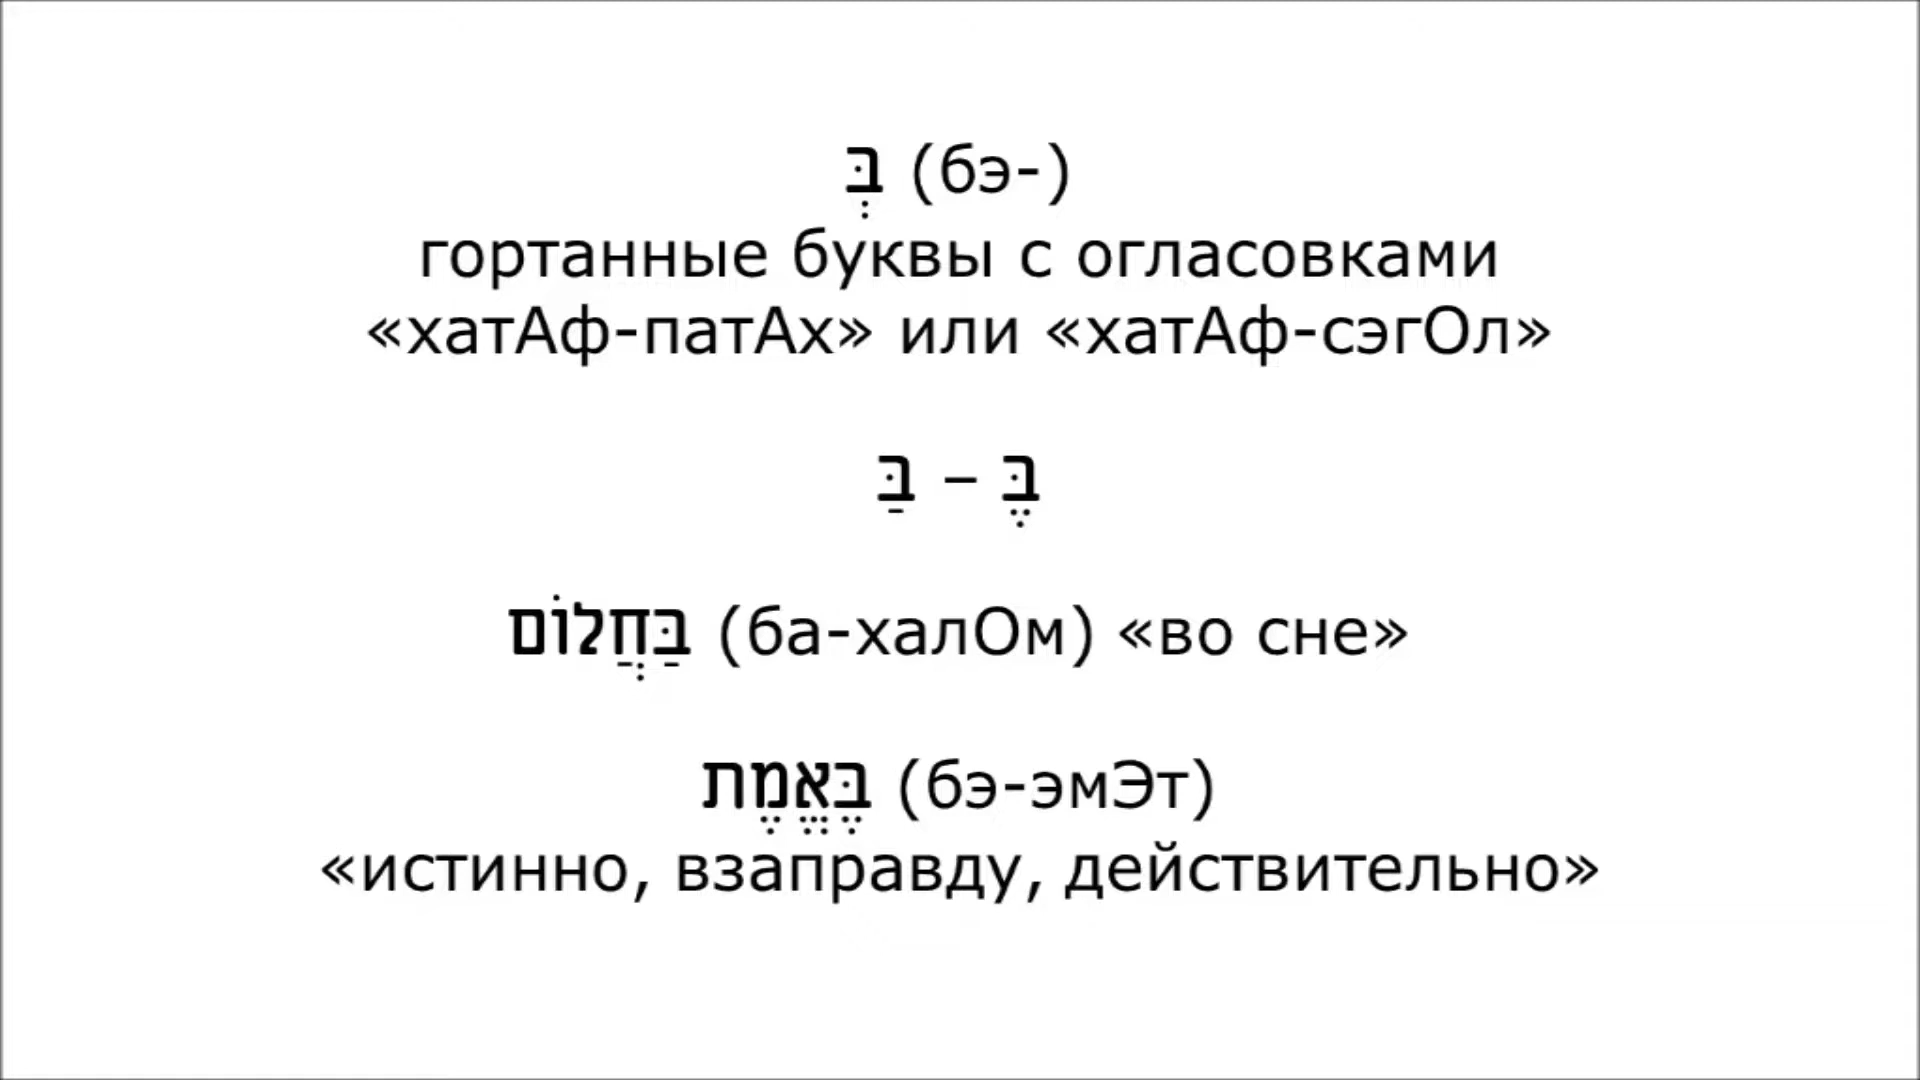 בְּ (бэ-)
гортанные буквы с огласовками
«хатАф-патАх» или «хатАф-сэгОл»
בַּ – בֶּ
בַּחֲלוֹם (ба-халОм) «во сне»
בֶּאֱמֶת (бэ-эмЭт)
«истинно, взаправду, действительно»